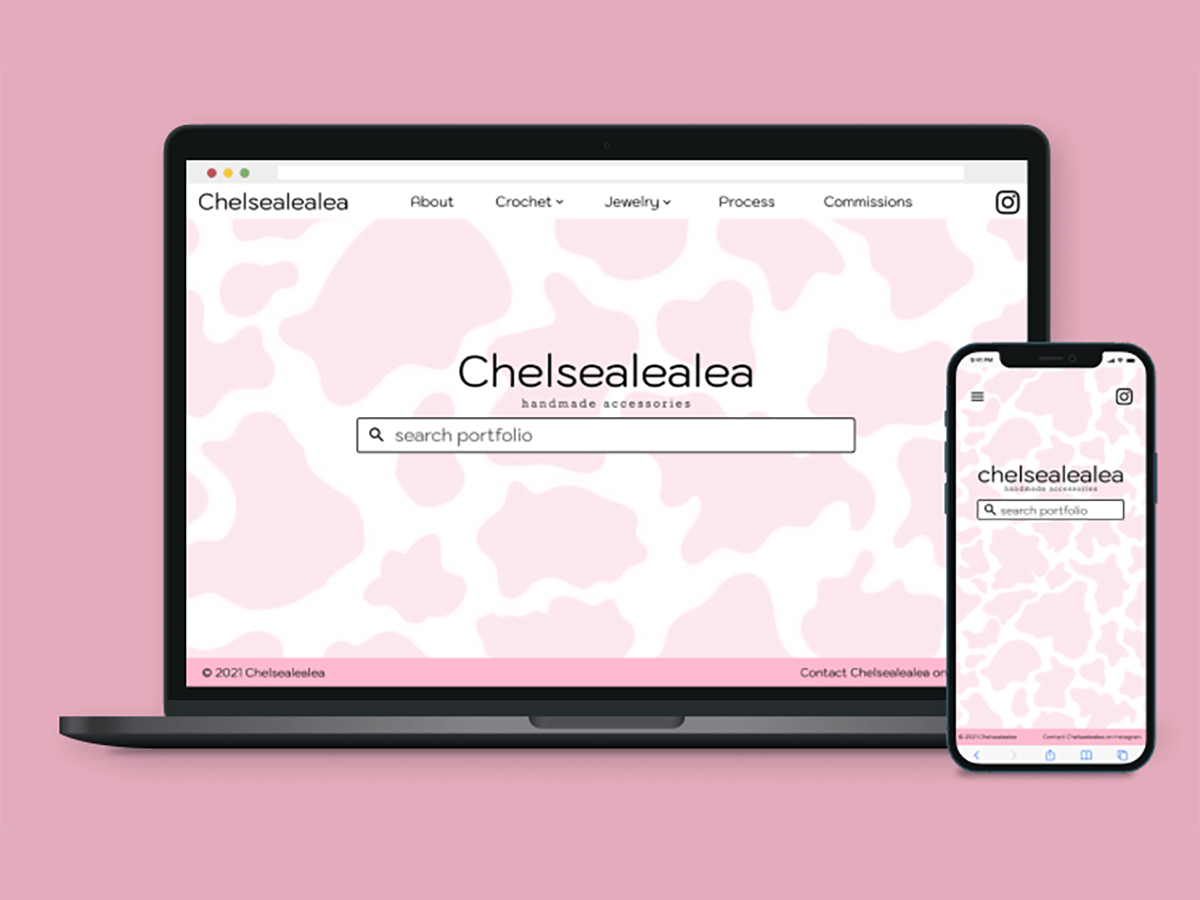 Chelsealealea About Crochet Jewelry Process Commissions
Chelsealealea
handmade accessories
search portfolio
© 2021 Chelsealealea
Contact Chelsealealea on
9:41 PM
chelsealealea
handmade accessories
search portfolio
© 2021 Chelsealealea
Contact Chelsealealea on Instagram